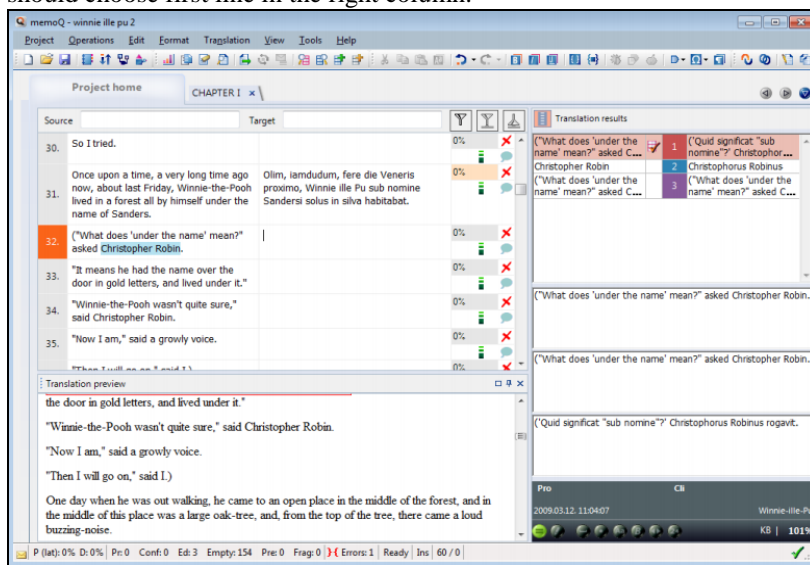 should choose first line in the right column.
memoQ - winnie ille pu 2
Project Operations Edit Format Translation View Tools Help
Project home
CHAPTER I
Source
Target
30. So I tried. 0%
31. Once upon a time, a very long time ago
now, about last Friday, Winnie-the-Pooh
lived in a forest all by himself under the
name of Sanders.
Olim, iamdudum, fere die Veneris
proximo, Winnie ille Pu sub nomine
Sandersi solus in silva habitabat.
0%
32. ("What does 'under the name' mean?"
asked Christopher Robin.
0%
33. "It means he had the name over the
door in gold letters, and lived under it."
0%
34. "Winnie-the-Pooh wasn't quite sure,"
said Christopher Robin.
0%
35. "Now I am," said a growly voice.
0%
"Then I will go on," said I.)
0%
Translation preview
the door in gold letters, and lived under it."
"Winnie-the-Pooh wasn't quite sure," said Christopher Robin.
"Now I am," said a growly voice.
"Then I will go on," said I.)
One day when he was out walking, he came to an open place in the middle of the forest, and in
the middle of this place was a large oak-tree, and, from the top of the tree, there came a loud
buzzing-noise.
Translation results
("What does 'under the
name' mean?" asked C...
1
('Quid significat "sub
nomine"?' Christophor...
Christopher Robin 2 Christophorus Robinus
("What does 'under the
name' mean?" asked C...
3
("What does 'under the
name' mean?" asked C...
("What does 'under the name' mean?" asked Christopher Robin.
("What does 'under the name' mean?" asked Christopher Robin.
('Quid significat "sub nomine"?' Christophorus Robinus rogavit.
Pro Cli
2009.03.12. 11:04:07 Winnie-ille-Pu
KB | 1019
P (lat): 0% D: 0% Pr: 0 Conf: 0 Ed: 3 Empty: 154 Pre: 0 Frag: 0 Errors: 1 Ready Ins 60 / 0